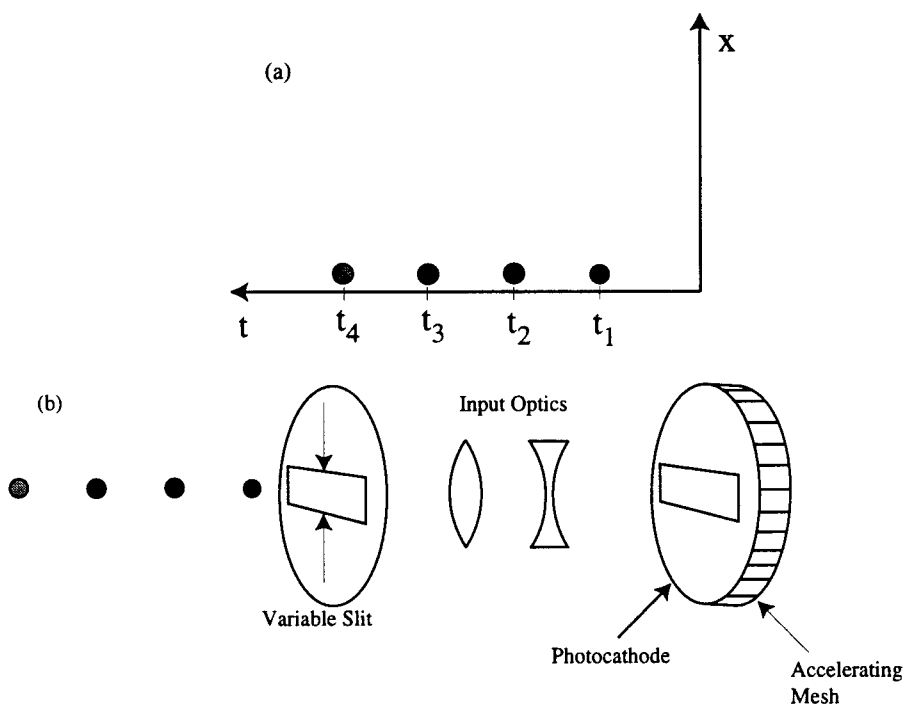 (a)
x
t
t4
t3
t2
t1
(b)
Input Optics
Variable Slit
Photocathode
Accelerating
Mesh